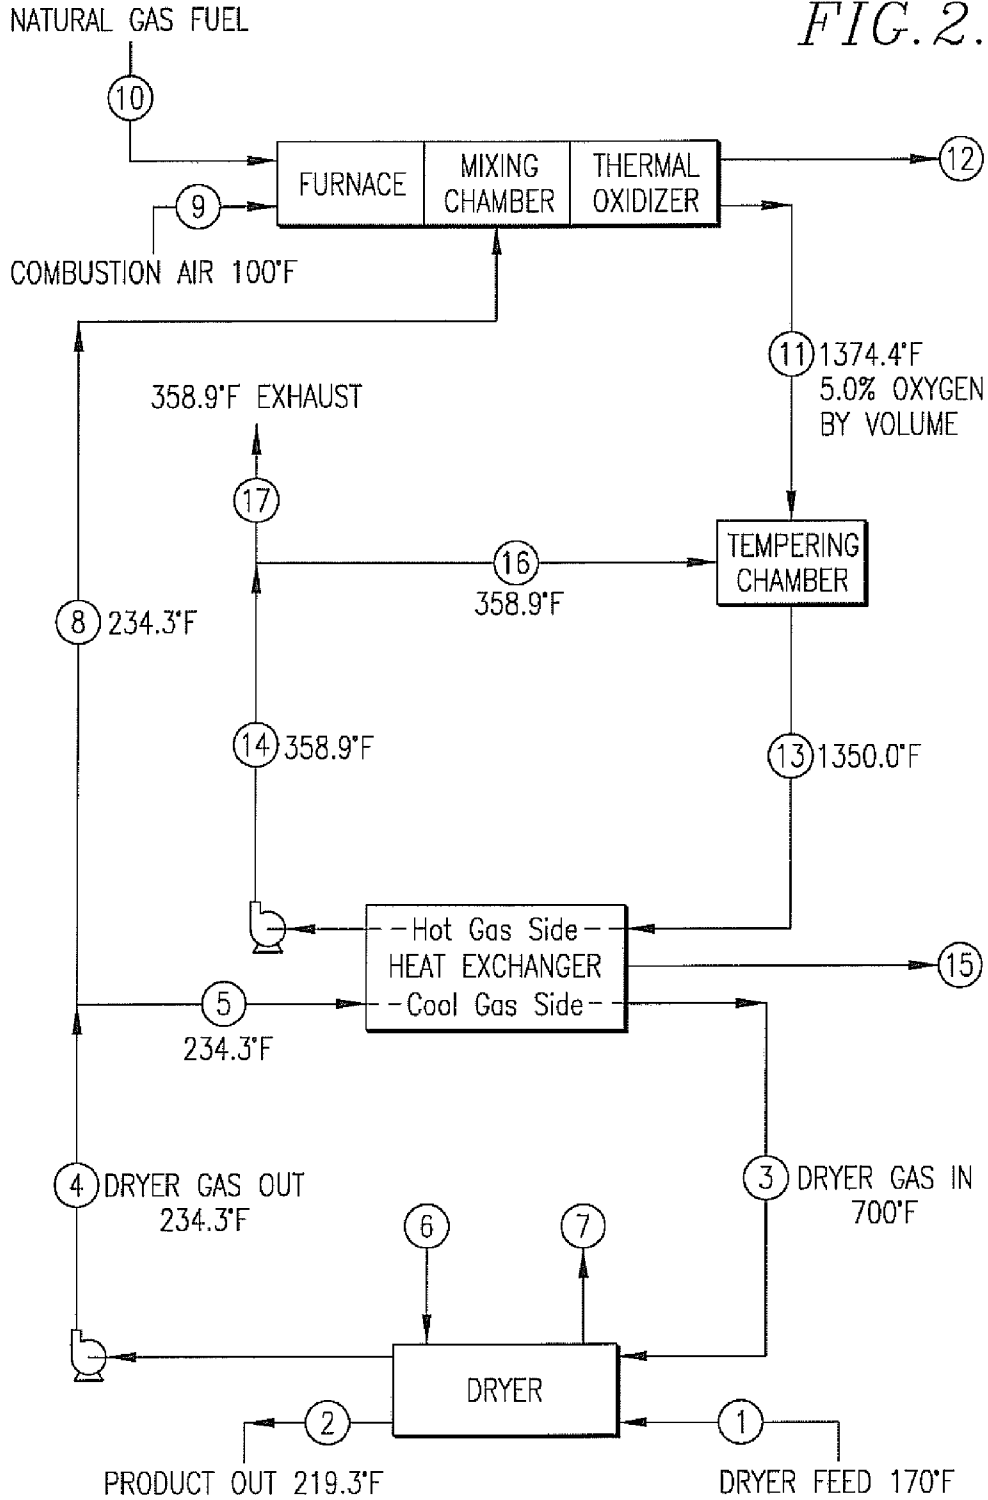 NATURAL GAS FUEL
FIG. 2.
10
FURNACE
MIXING
CHAMBER
THERMAL
OXIDIZER
12
9
COMBUSTION AIR 100°F
11 1374.4°F
5.0% OXYGEN
BY VOLUME
358.9°F EXHAUST
17
16
358.9°F
TEMPERING
CHAMBER
8 234.3°F
14 358.9°F
13 1350.0°F
Hot Gas Side
HEAT EXCHANGER
Cool Gas Side
15
5
234.3°F
4 DRYER GAS OUT
234.3°F
3 DRYER GAS IN
700°F
6
7
DRYER
2
1
PRODUCT OUT 219.3°F
DRYER FEED 170°F